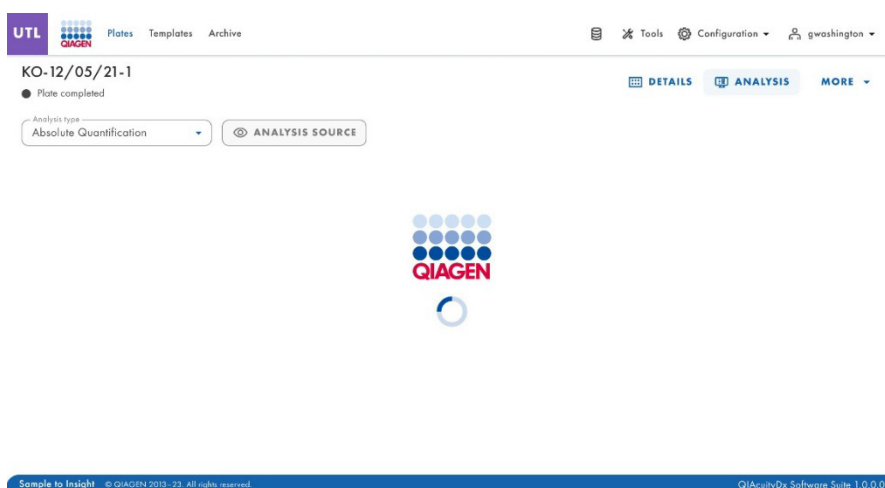 UTL QIAGEN Plates Templates Archive Tools Configuration gwashington
KO-12/05/21-1
Plate completed
DETAILS ANALYSIS MORE
Analysis type
Absolute Quantification
ANALYSIS SOURCE
QIAGEN
Sample to Insight © QIAGEN 2013-23. All rights reserved. QIAcuityDx Software Suite 1.0.0.0